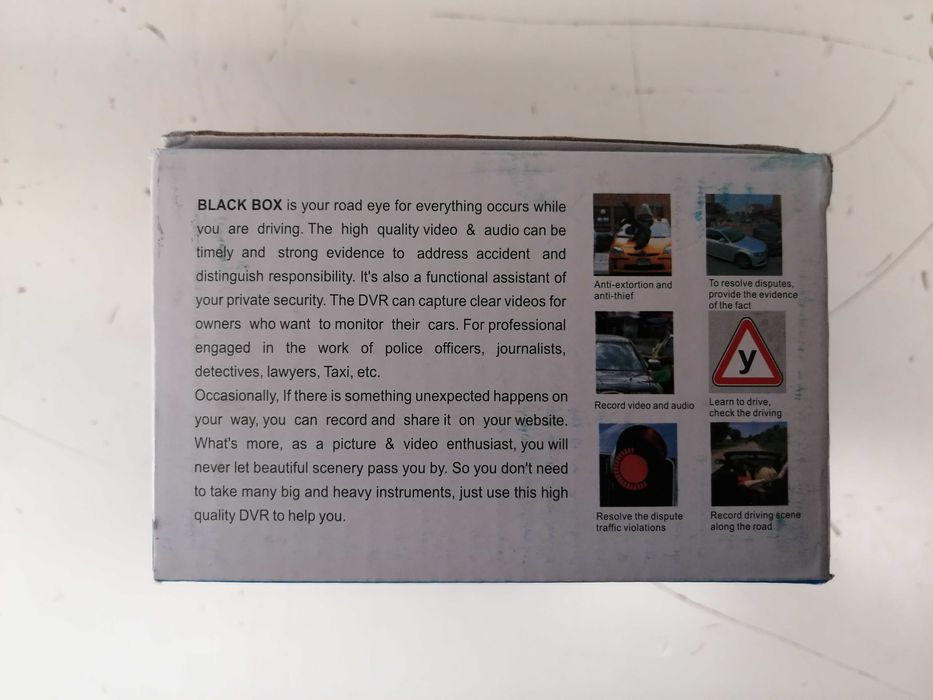 BLACK BOX is your road eye for everything occurs while
you are driving. The high quality video & audio can be
timely and strong evidence to address accident and
distinguish responsibility. It's also a functional assistant of
your private security. The DVR can capture clear videos for
owners who want to monitor their cars. For professional
engaged in the work of police officers, journalists,
detectives, lawyers, Taxi, etc.
Occasionally, If there is something unexpected happens on
your way, you can record and share it on your website.
What's more, as a picture & video enthusiast, you will
never let beautiful scenery pass you by. So you don't need
to take many big and heavy instruments, just use this high
quality DVR to help you.
Anti-extortion and
anti-thief
To resolve disputes,
provide the evidence
of the fact
Record video and audio
y
Learn to drive,
check the driving
Resolve the dispute
traffic violations
Record driving scene
along the road